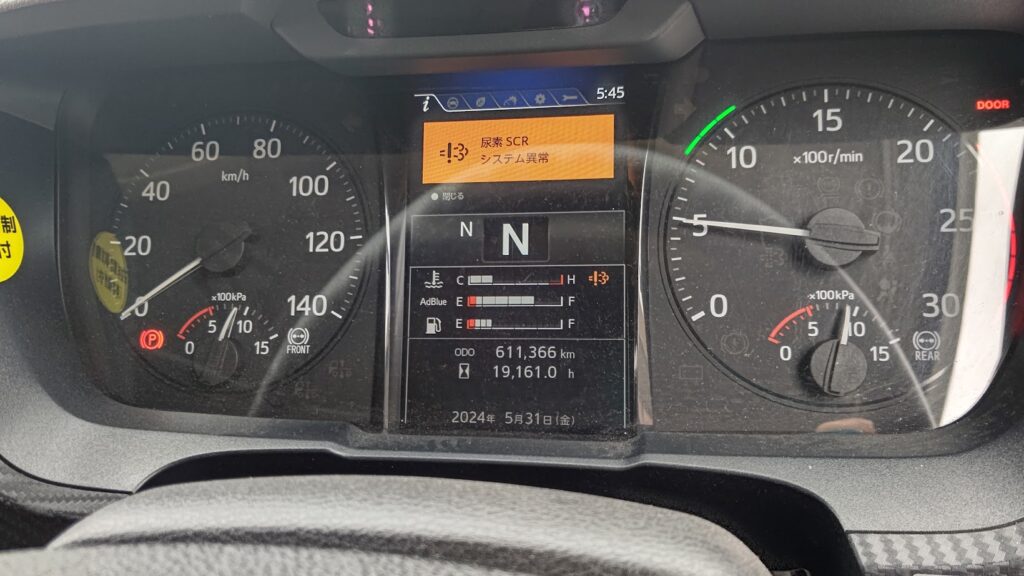 制
付
20
40
60
80
100
120
140
0
km/h
×100kPa
0
5
10
15
P
FRONT
i
5:45
尿素 SCR
システム異常
閉じる
N
N
C
H
AdBlue
E
F
E
F
ODO 611,366 km
19,161.0 h
2024年 5月31日(金)
0
5
10
15
20
25
30
×100r/min
×100kPa
0
5
10
15
REAR
DOOR